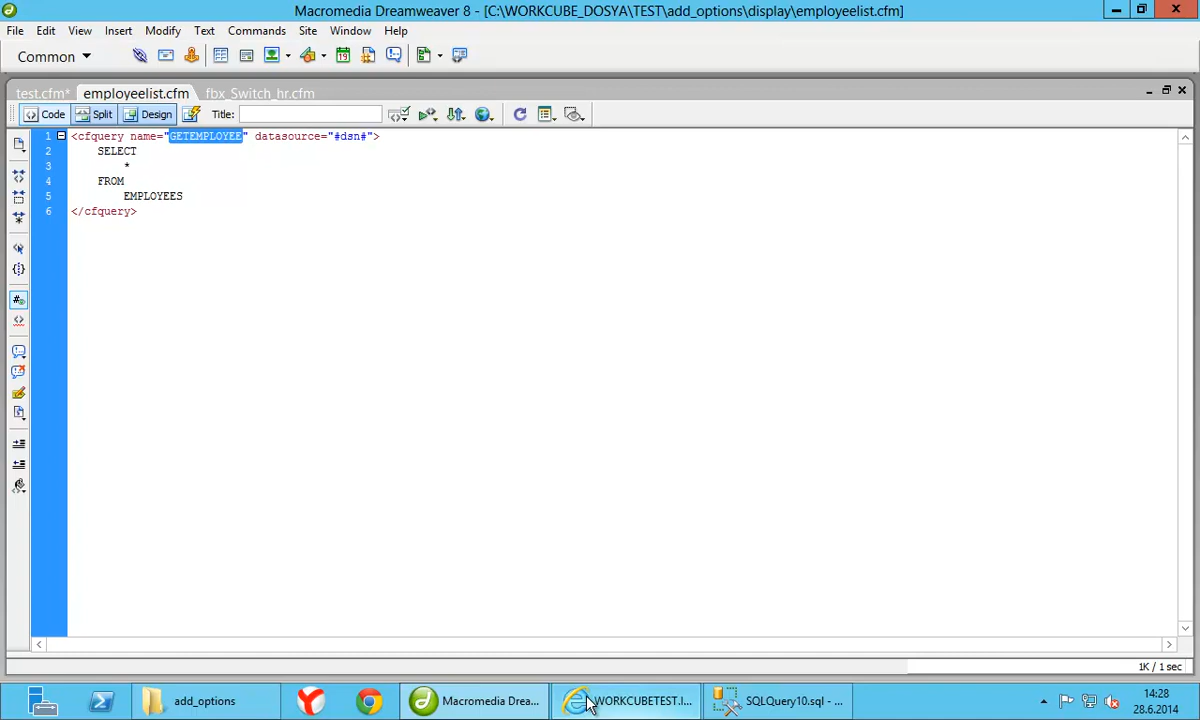 Macromedia Dreamweaver 8 - [C:\WORKCUBE_DOSYA\TEST\add_options\display\employeelist.cfm]
File Edit View Insert Modify Text Commands Site Window Help
Common
test.cfm* employeelist.cfm fbx_Switch_hr.cfm
Code Split Design Title:
1 <cfquery name="GETEMPLOYEE" datasource="#dsn#">
2 SELECT
3 *
4 FROM
5 EMPLOYEES
6 </cfquery>
1K / 1 sec
add_options Macromedia Drea... WORKCUBETEST.I... SQLQuery10.sql - ...
14:28
28.6.2014